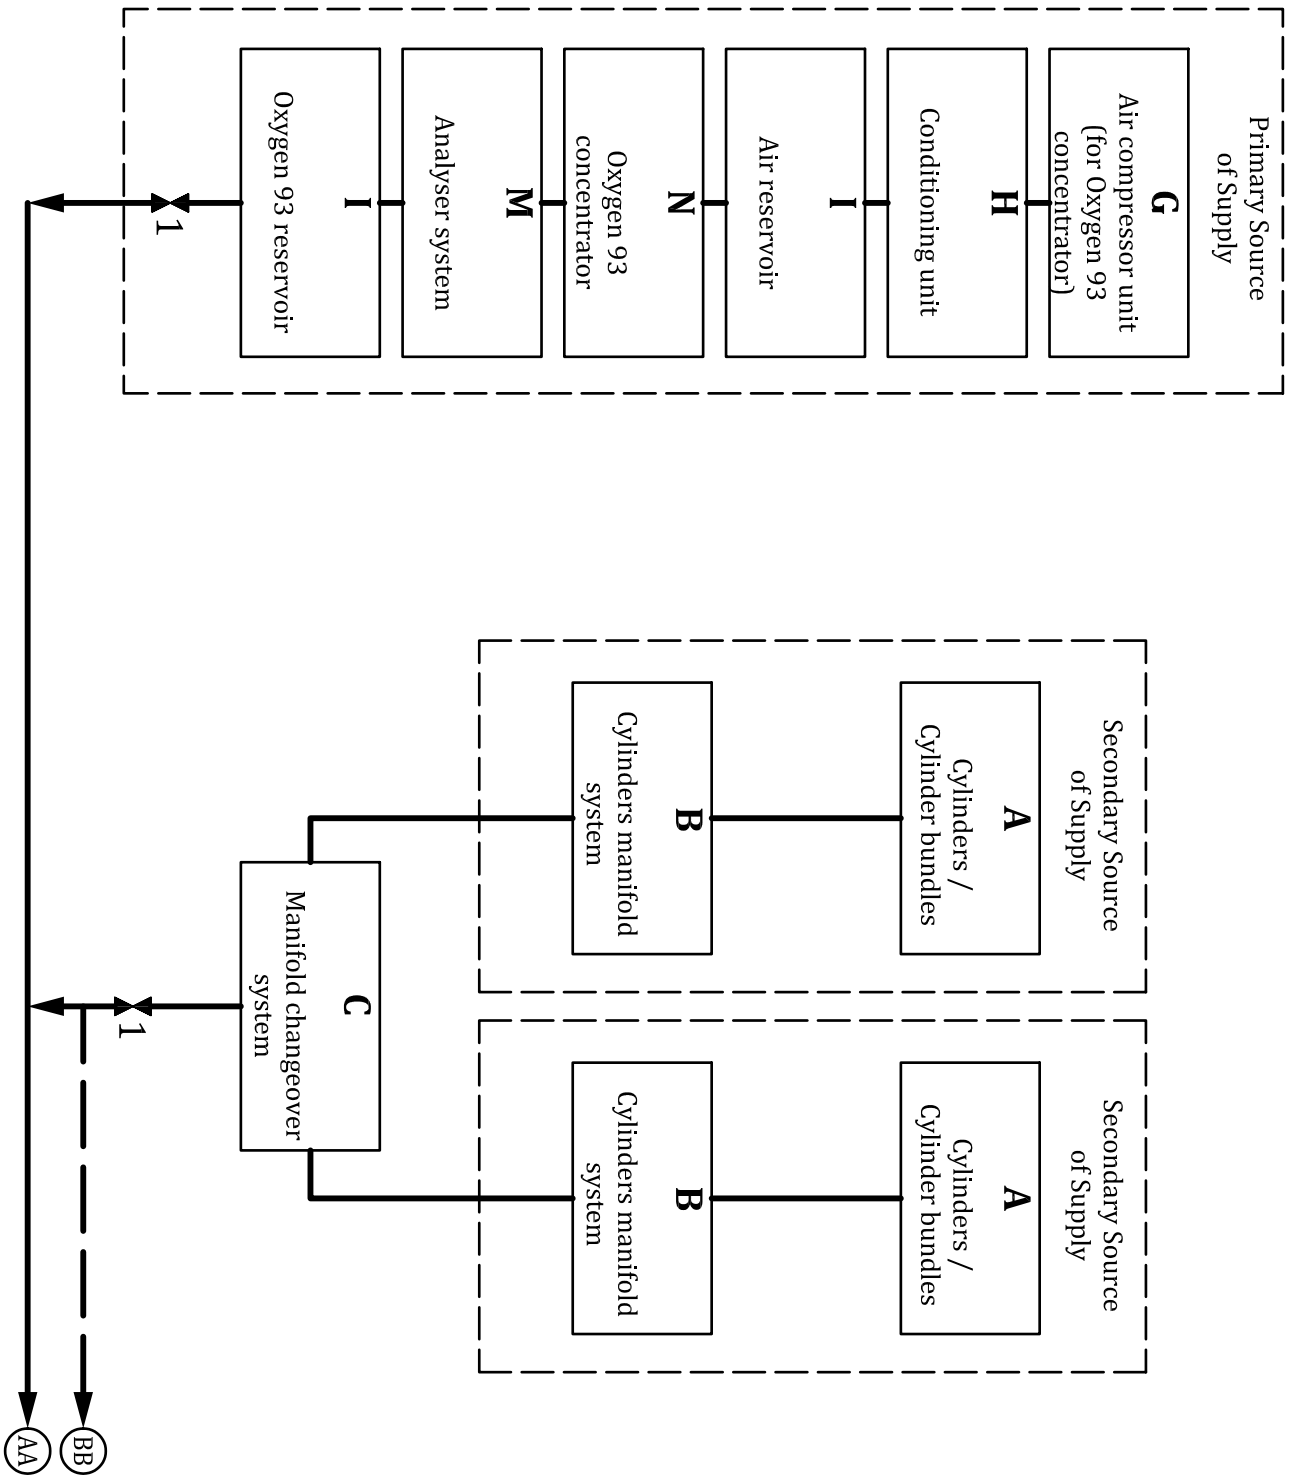 Primary Source
of Supply
G
Air compressor unit
(for Oxygen 93
concentrator)
H
Conditioning unit
I
Air reservoir
N
Oxygen 93
concentrator
M
Analyser system
I
Oxygen 93 reservoir
1
Secondary Source
of Supply
A
Cylinders /
Cylinder bundles
B
Cylinders manifold
system
Secondary Source
of Supply
A
Cylinders /
Cylinder bundles
B
Cylinders manifold
system
C
Manifold changeover
system
1
BB
AA